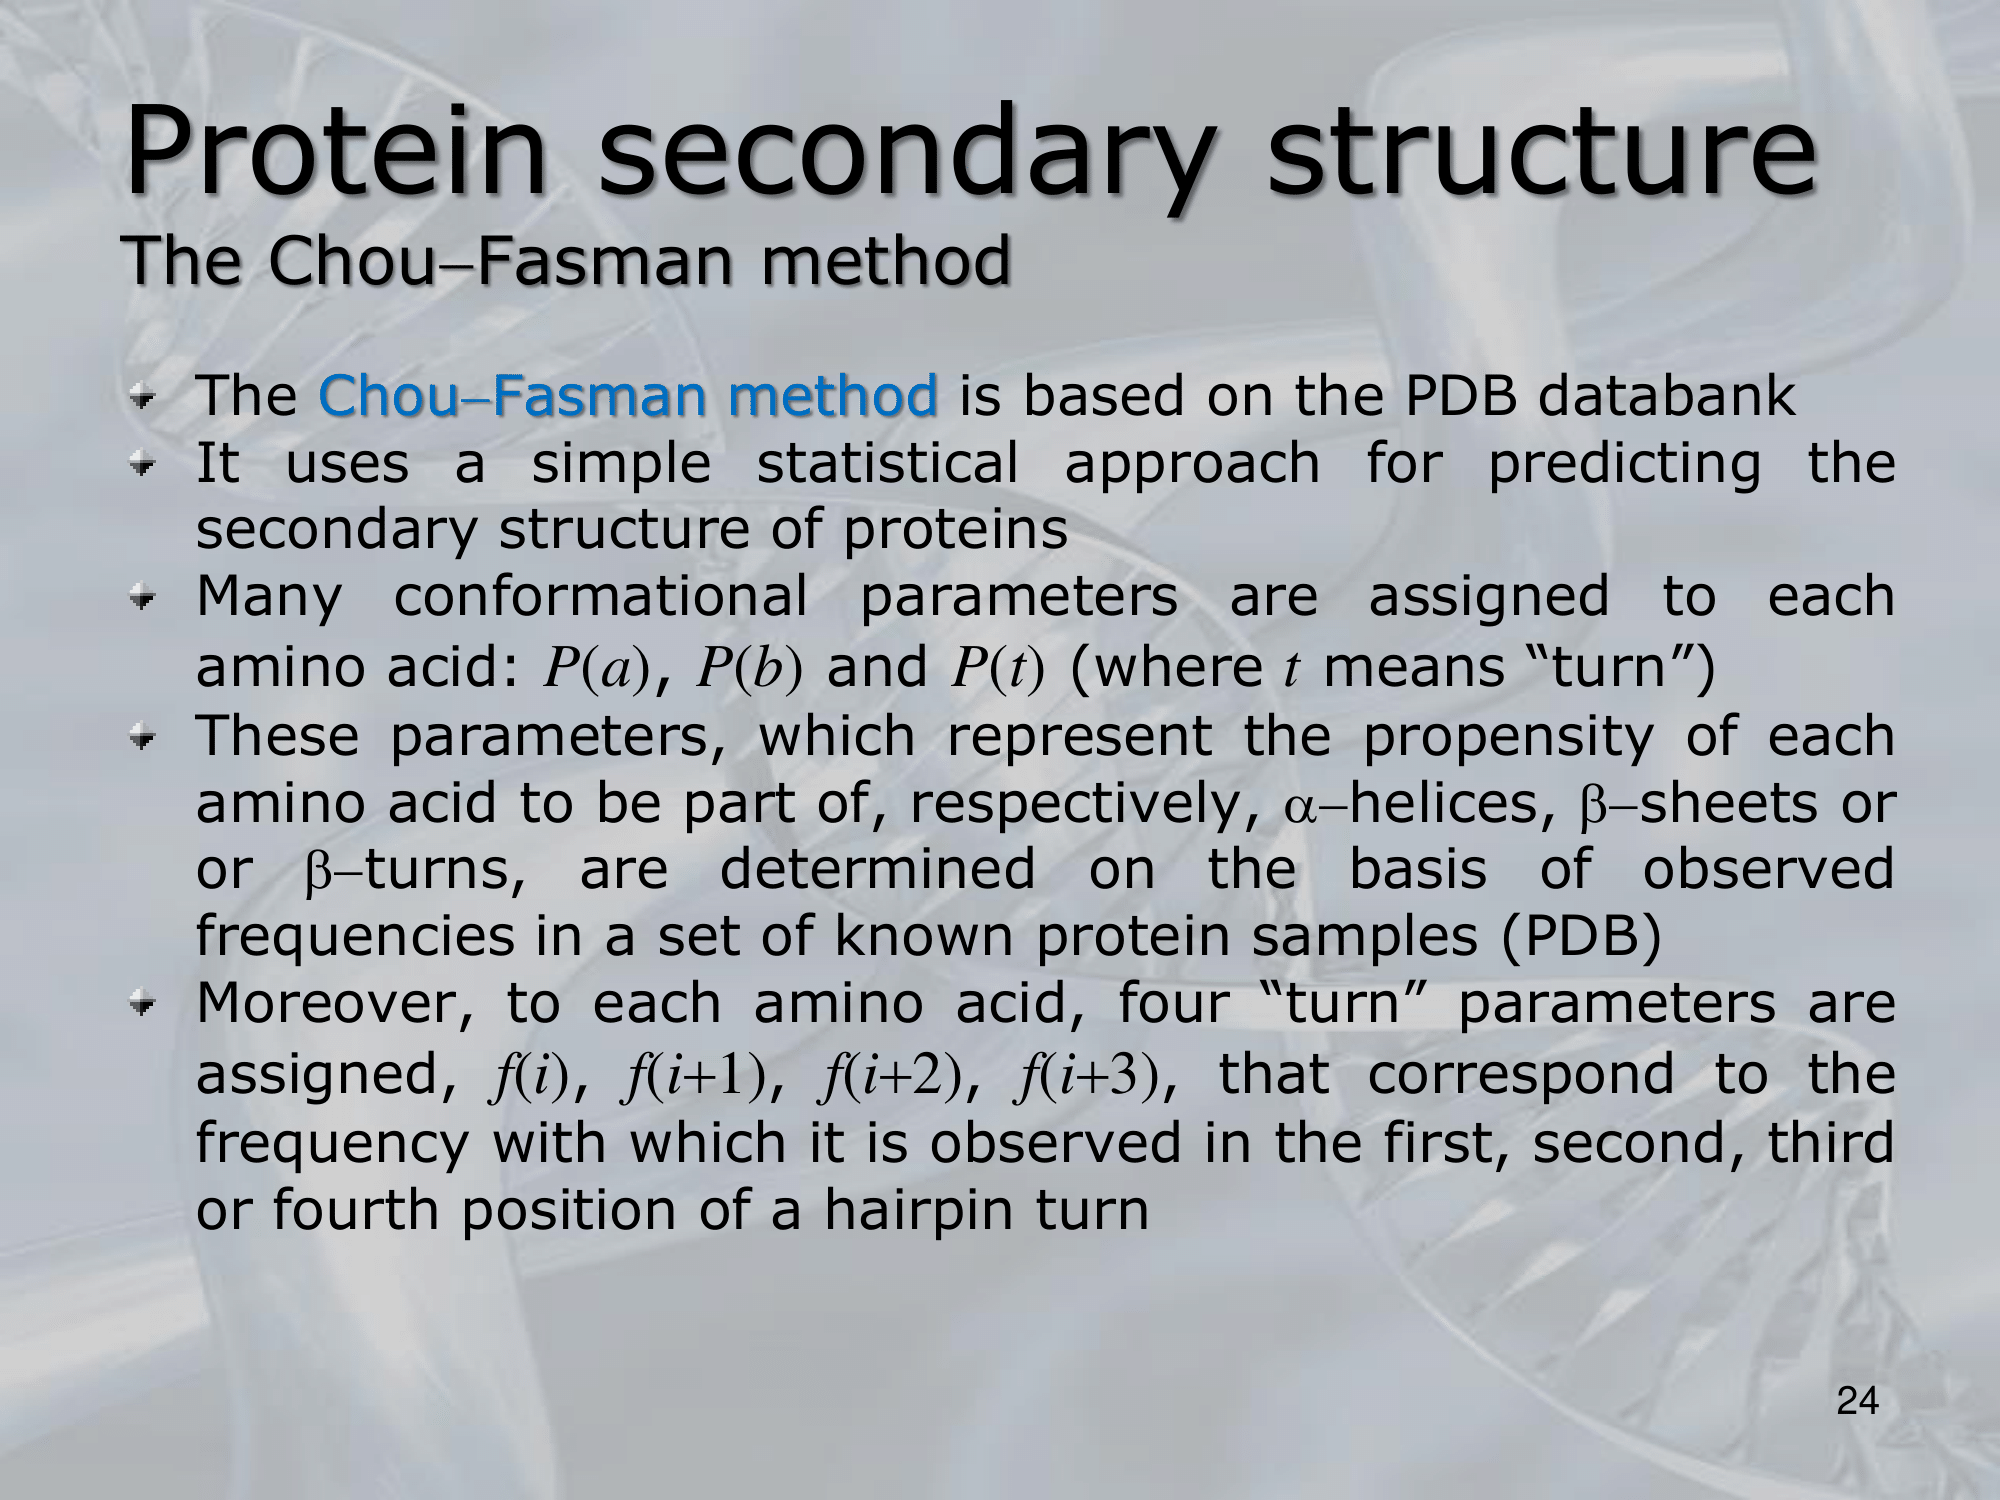 Protein secondary structure
The Chou–Fasman method
The Chou–Fasman method is based on the PDB databank
It uses a simple statistical approach for predicting the
secondary structure of proteins
Many conformational parameters are assigned to each
amino acid: P(a), P(b) and P(t) (where t means “turn”)
These parameters, which represent the propensity of each
amino acid to be part of, respectively, α–helices, β–sheets or
or β–turns, are determined on the basis of observed
frequencies in a set of known protein samples (PDB)
Moreover, to each amino acid, four “turn” parameters are
assigned, f(i), f(i+1), f(i+2), f(i+3), that correspond to the
frequency with which it is observed in the first, second, third
or fourth position of a hairpin turn
24